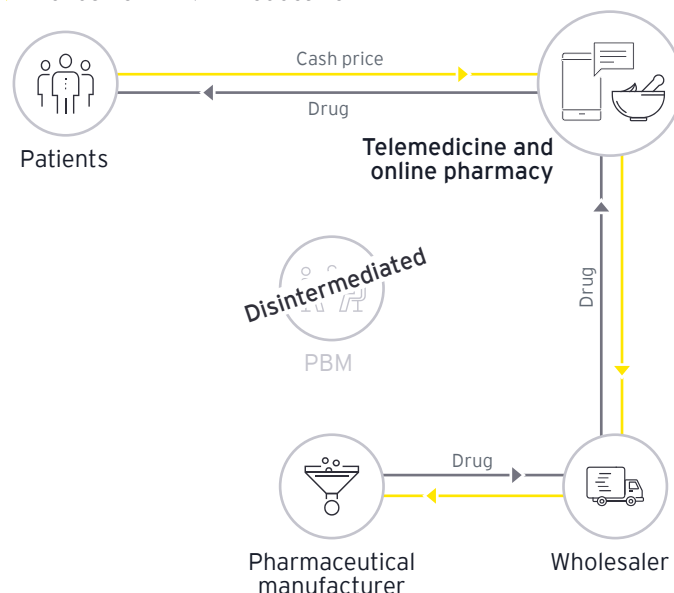 Cash price
Drug
Patients
Telemedicine and
online pharmacy
Disintermediated
PBM
Drug
Drug
Pharmaceutical
manufacturer
Wholesaler